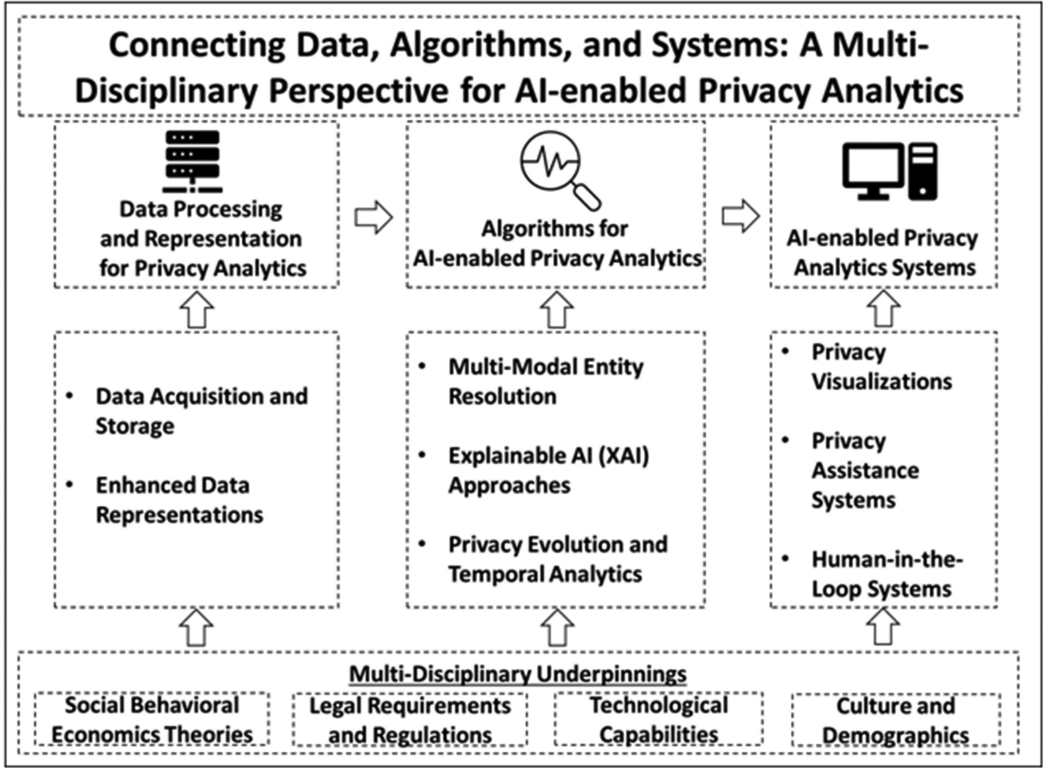 Connecting Data, Algorithms, and Systems: A Multi-
Disciplinary Perspective for AI-enabled Privacy Analytics
Data Processing
and Representation
for Privacy Analytics
Algorithms for
AI-enabled Privacy Analytics
AI-enabled Privacy
Analytics Systems
• Data Acquisition and
Storage
• Enhanced Data
Representations
• Multi-Modal Entity
Resolution
• Explainable AI (XAI)
Approaches
• Privacy Evolution and
Temporal Analytics
• Privacy
Visualizations
• Privacy
Assistance
Systems
• Human-in-the-
Loop Systems
Multi-Disciplinary Underpinnings
Social Behavioral
Economics Theories
Legal Requirements
and Regulations
Technological
Capabilities
Culture and
Demographics